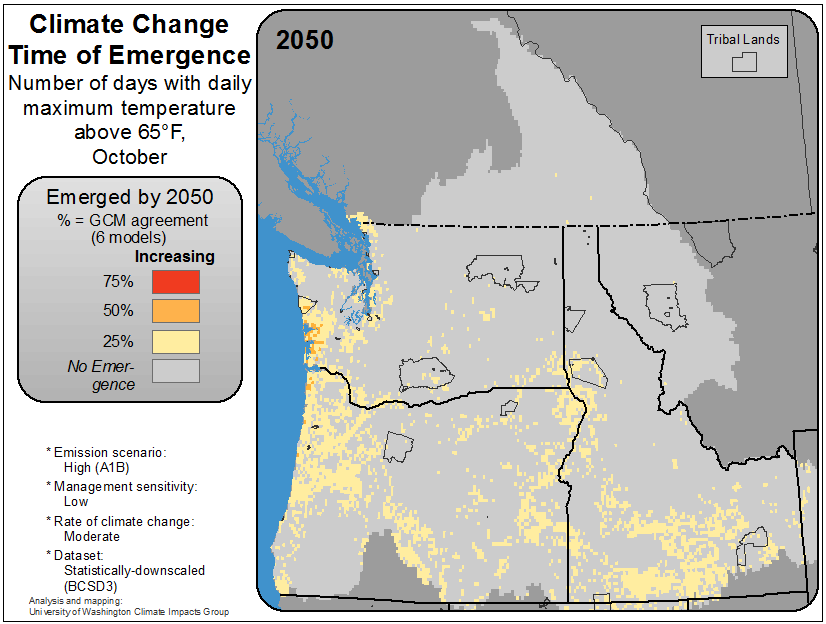 Climate Change
Time of Emergence
Number of days with daily
maximum temperature
above 65°F,
October
Emerged by 2050
% = GCM agreement
(6 models)
Increasing
75%
50%
25%
No Emer-
gence
* Emission scenario:
High (A1B)
* Management sensitivity:
Low
* Rate of climate change:
Moderate
* Dataset:
Statistically-downscaled
(BCSD3)
Analysis and mapping:
University of Washington Climate Impacts Group
2050
Tribal Lands